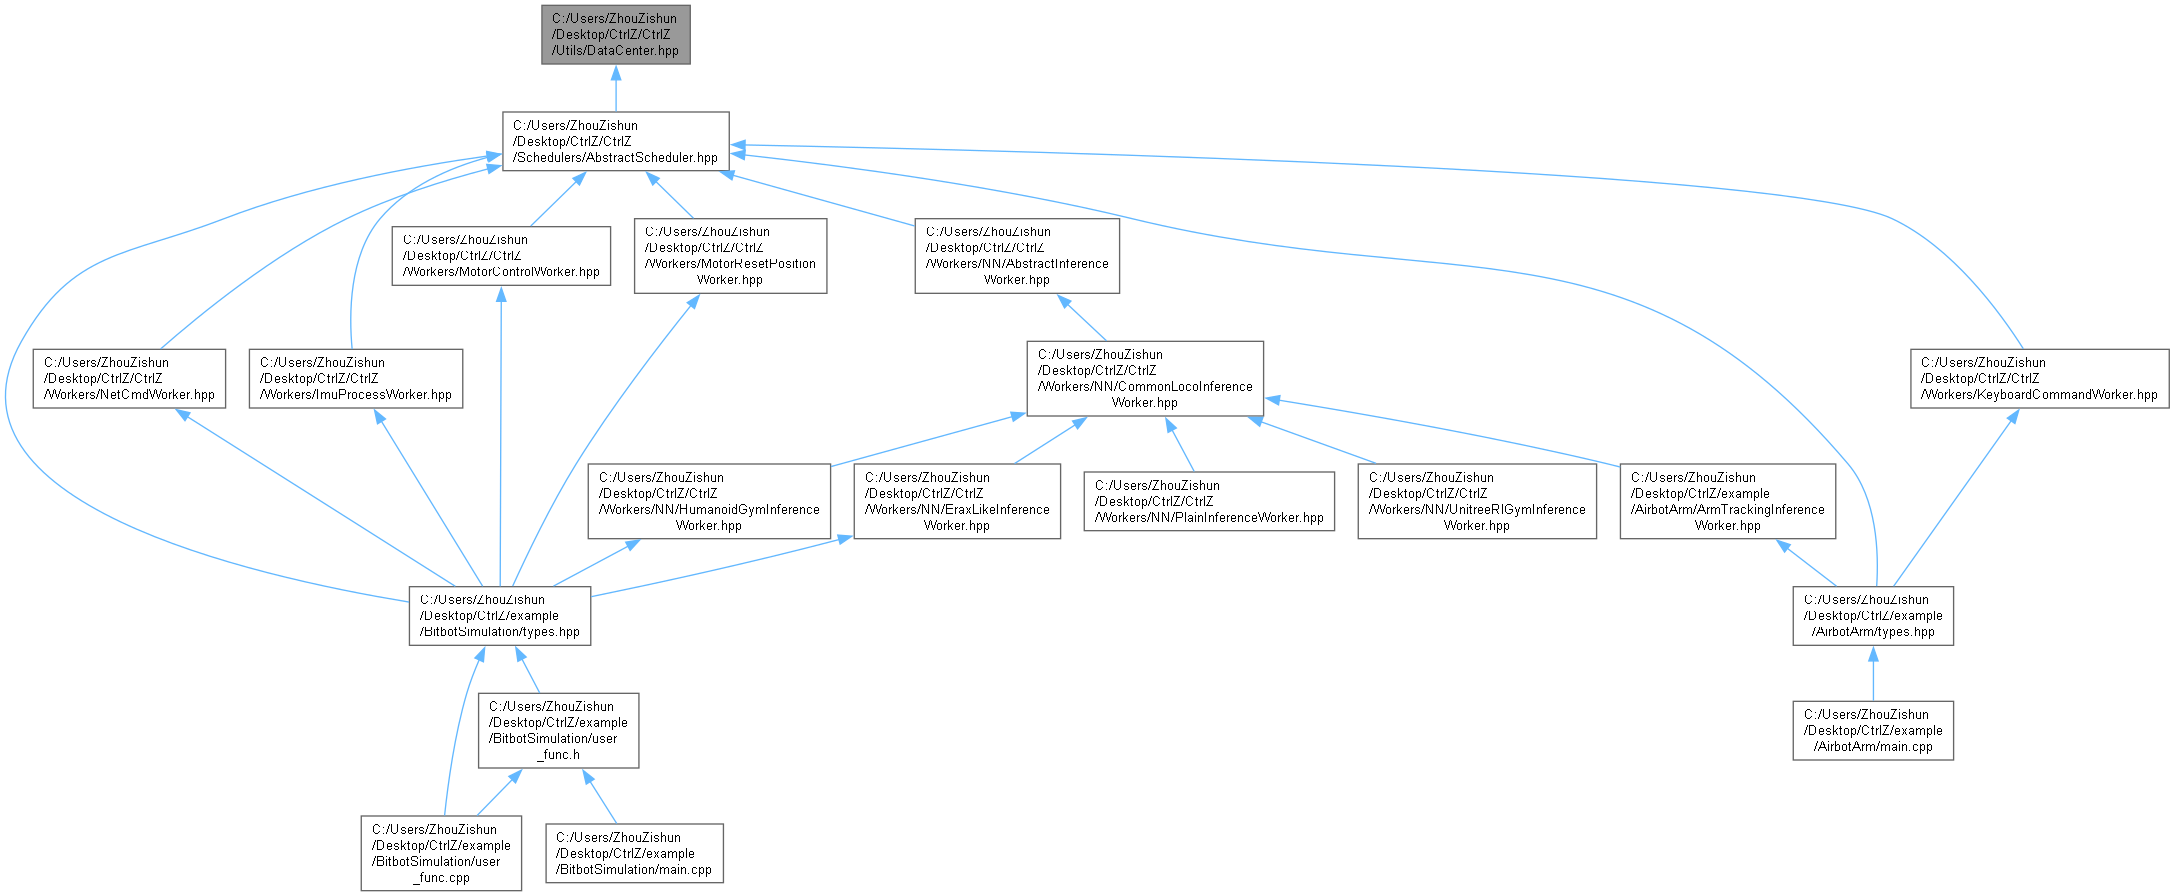 C:/Users/ZhouZishun
/Desktop/CtrlZ/CtrlZ
/Utils/DataCenter.hpp
C:/Users/ZhouZishun
/Desktop/CtrlZ/CtrlZ
/Schedulers/AbstractScheduler.hpp
C:/Users/ZhouZishun
/Desktop/CtrlZ/CtrlZ
/Workers/MotorControlWorker.hpp
C:/Users/ZhouZishun
/Desktop/CtrlZ/CtrlZ
/Workers/MotorResetPosition
Worker.hpp
C:/Users/ZhouZishun
/Desktop/CtrlZ/CtrlZ
/Workers/NN/AbstractInference
Worker.hpp
C:/Users/ZhouZishun
/Desktop/CtrlZ/CtrlZ
/Workers/NetCmdWorker.hpp
C:/Users/ZhouZishun
/Desktop/CtrlZ/CtrlZ
/Workers/ImuProcessWorker.hpp
C:/Users/ZhouZishun
/Desktop/CtrlZ/CtrlZ
/Workers/NN/CommonLocoInference
Worker.hpp
C:/Users/ZhouZishun
/Desktop/CtrlZ/CtrlZ
/Workers/KeyboardCommandWorker.hpp
C:/Users/ZhouZishun
/Desktop/CtrlZ/CtrlZ
/Workers/NN/HumanoidGymInference
Worker.hpp
C:/Users/ZhouZishun
/Desktop/CtrlZ/CtrlZ
/Workers/NN/EraxLikeInference
Worker.hpp
C:/Users/ZhouZishun
/Desktop/CtrlZ/CtrlZ
/Workers/NN/PlainInferenceWorker.hpp
C:/Users/ZhouZishun
/Desktop/CtrlZ/CtrlZ
/Workers/NN/UnitreeRlGymInference
Worker.hpp
C:/Users/ZhouZishun
/Desktop/CtrlZ/example
/AirbotArm/ArmTrackingInference
Worker.hpp
C:/Users/ZhouZishun
/Desktop/CtrlZ/example
/BitbotSimulation/types.hpp
C:/Users/ZhouZishun
/Desktop/CtrlZ/example
/AirbotArm/types.hpp
C:/Users/ZhouZishun
/Desktop/CtrlZ/example
/BitbotSimulation/user
_func.h
C:/Users/ZhouZishun
/Desktop/CtrlZ/example
/AirbotArm/main.cpp
C:/Users/ZhouZishun
/Desktop/CtrlZ/example
/BitbotSimulation/user
_func.cpp
C:/Users/ZhouZishun
/Desktop/CtrlZ/example
/BitbotSimulation/main.cpp